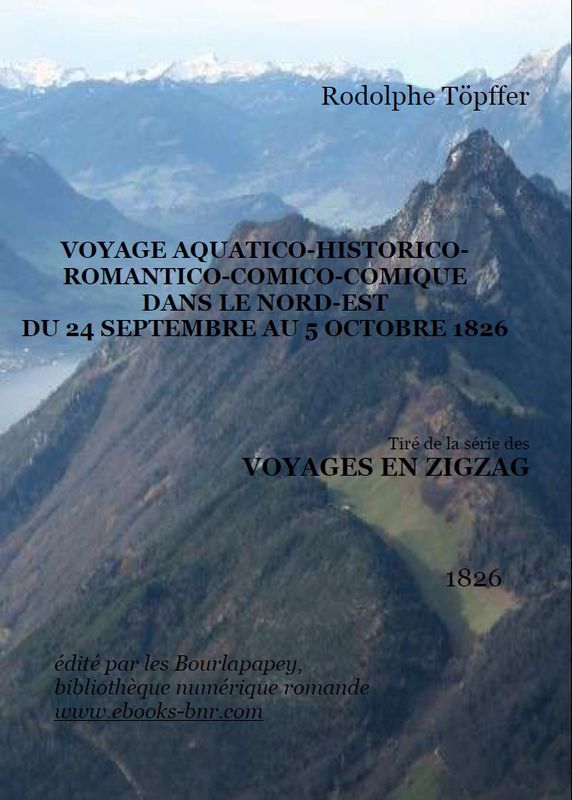 Rodolphe Töpffer
VOYAGE AQUATICO-HISTORICO-
ROMANTICO-COMICO-COMIQUE
DANS LE NORD-EST
DU 24 SEPTEMBRE AU 5 OCTOBRE 1826
Tiré de la série des
VOYAGES EN ZIGZAG
1826
édité par les Bourlapapey,
bibliothèque numérique romande
www.ebooks-bnr.com